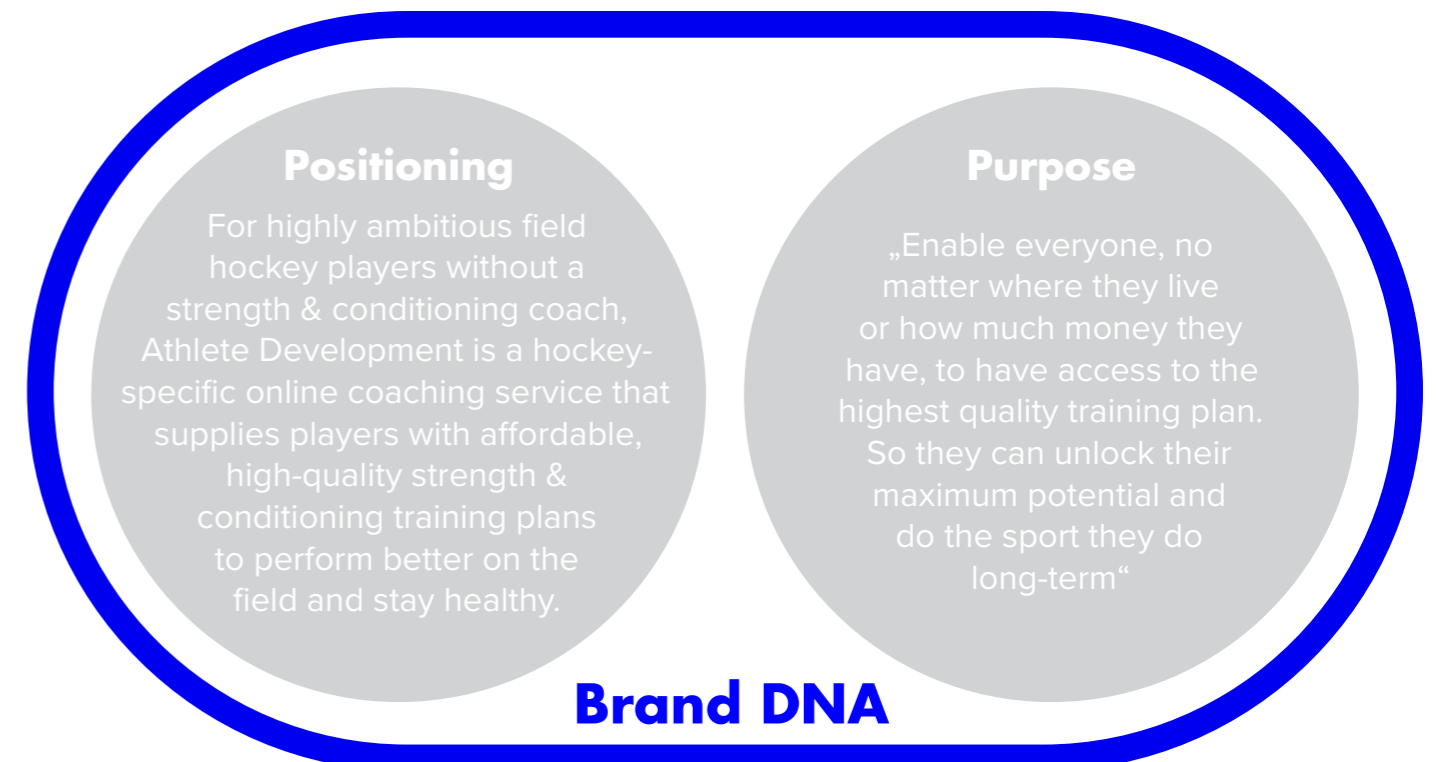 Positioning
For highly ambitious field
hockey players without a
strength & conditioning coach,
Athlete Development is a hockey-
specific online coaching service that
supplies players with affordable,
high-quality strength &
conditioning training plans
to perform better on the
field and stay healthy.
Purpose
„Enable everyone, no
matter where they live
or how much money they
have, to have access to the
highest quality training plan.
So they can unlock their
maximum potential and
do the sport they do
long-term“
Brand DNA